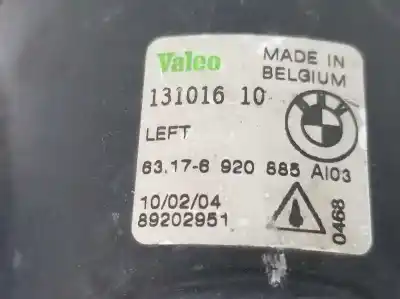 Valeo
MADE IN
BELGIUM
131016 10
LEFT
63.17-6 920 885 AI03
10/02/04
89202951
0468